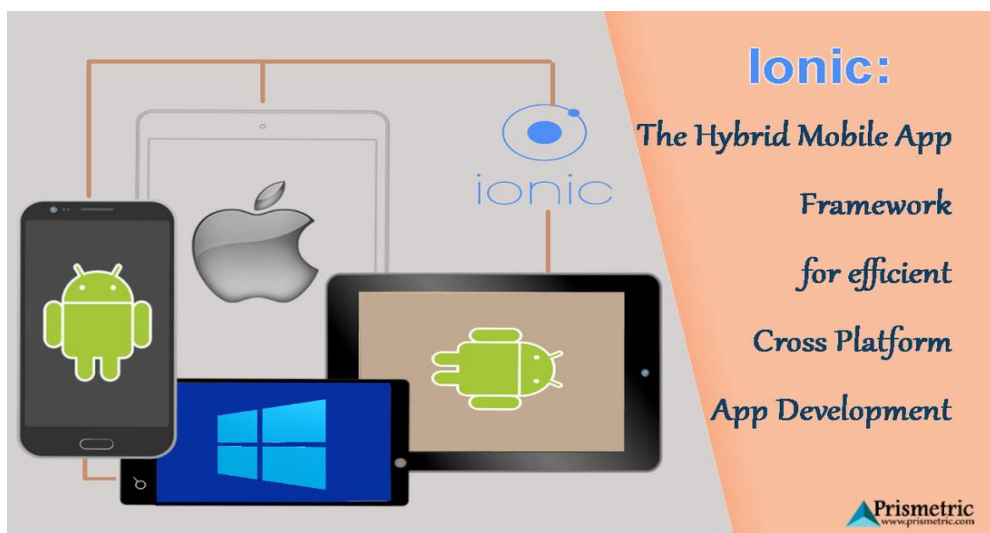 ionic
Ionic:
The Hybrid Mobile App
Framework
for efficient
Cross Platform
App Development
Prismetric
www.prismetric.com